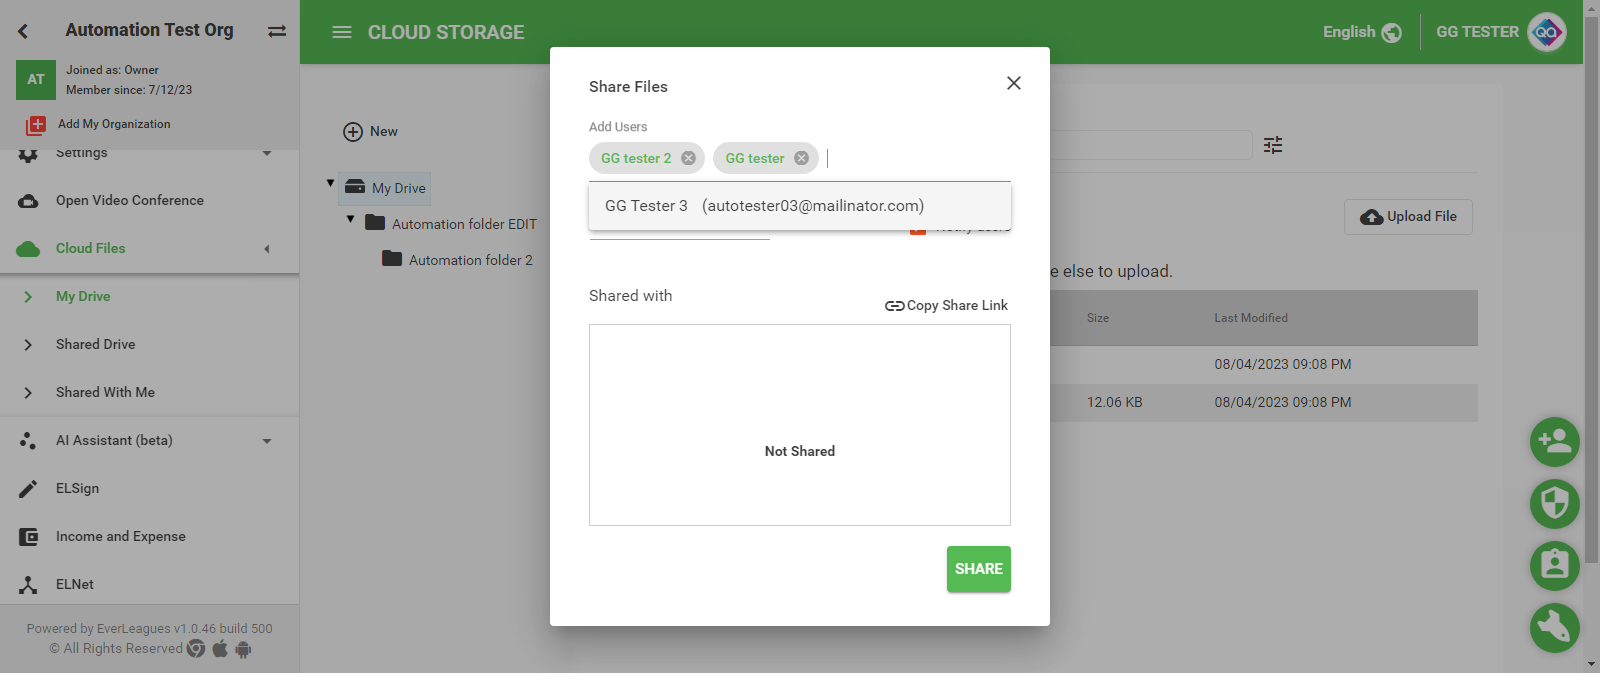 Automation Test Org
AT
Joined as: Owner
Member since: 7/12/23
Add My Organization
Settings
Open Video Conference
Cloud Files
My Drive
Shared Drive
Shared With Me
AI Assistant (beta)
ELSign
Income and Expense
ELNet
Powered by EverLeagues v1.0.46 build 500
© All Rights Reserved
CLOUD STORAGE
English
GG TESTER
QA
New
My Drive
Automation folder EDIT
Automation folder 2
Share Files
Add Users
GG tester 2
GG tester
GG Tester 3 (autotester03@mailinator.com)
Notify users
Shared with
Copy Share Link
Not Shared
SHARE
Upload File
e else to upload.
Size Last Modified
08/04/2023 09:08 PM
12.06 KB 08/04/2023 09:08 PM